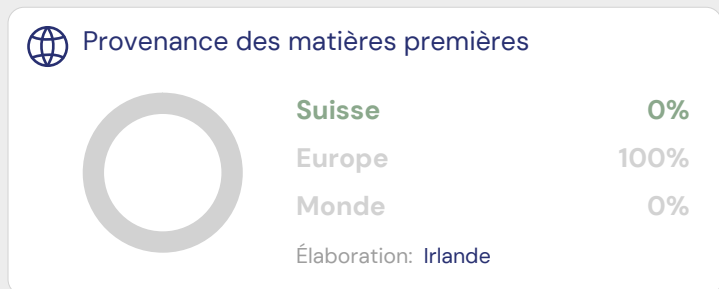 Provenance des matières premières
Suisse 0%
Europe 100%
Monde 0%
Élaboration: Irlande